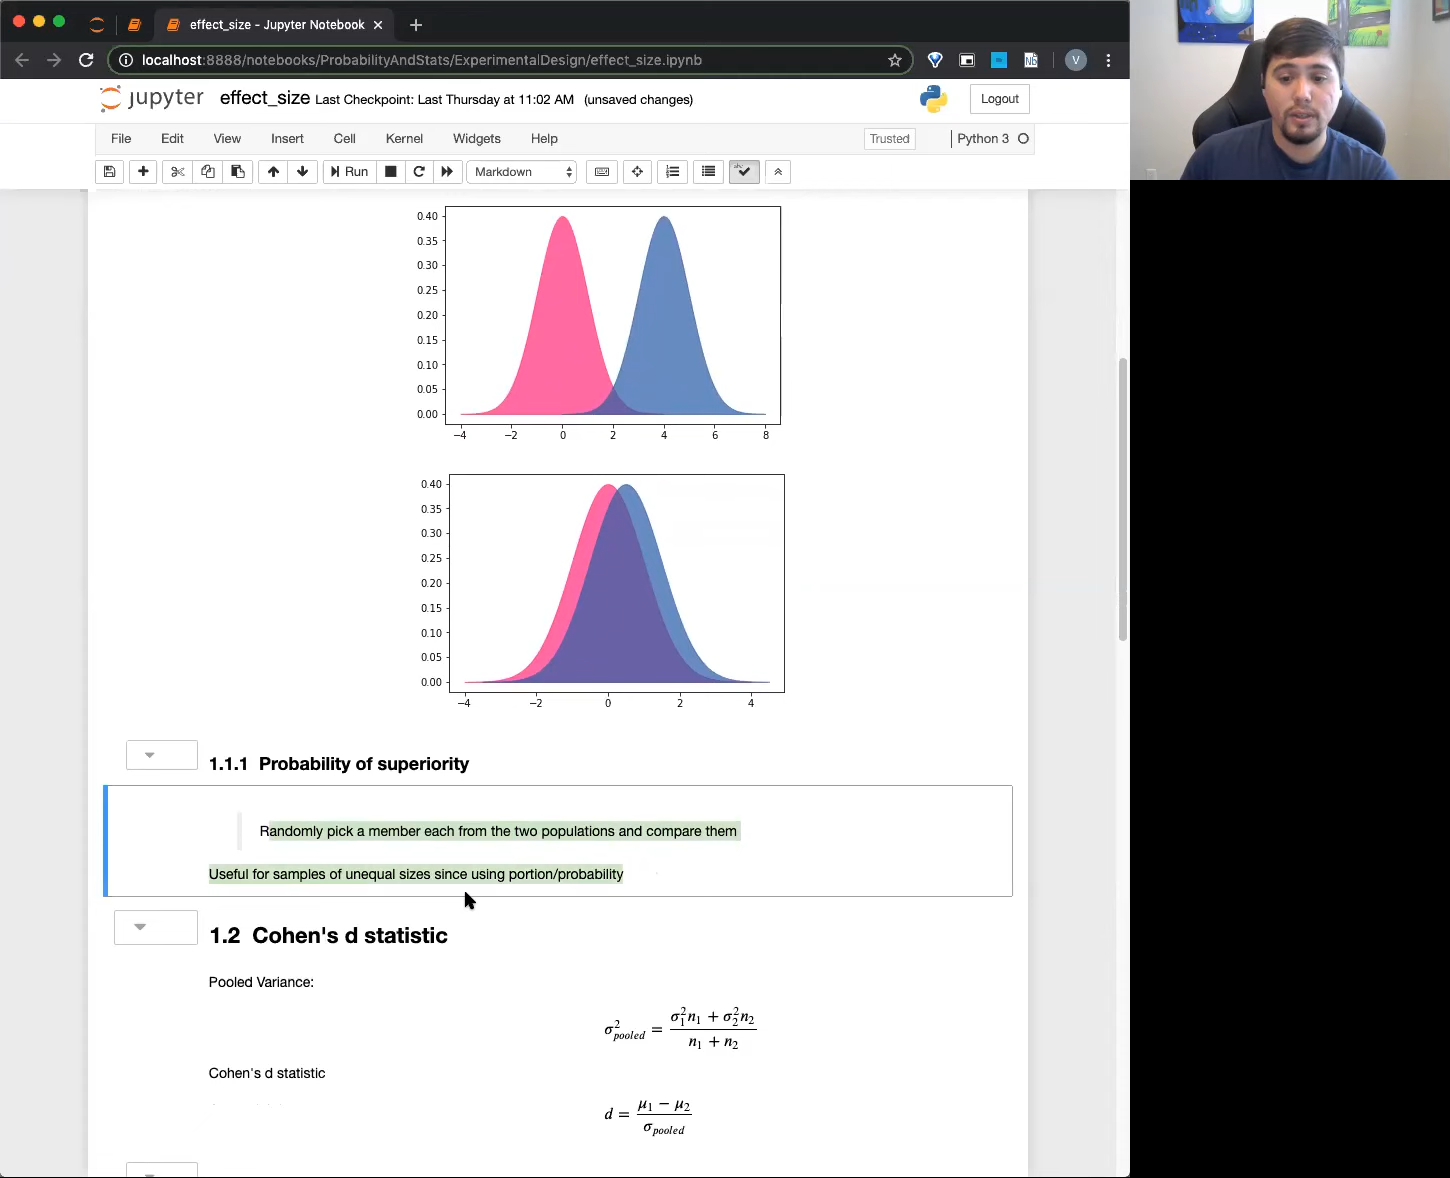 effect_size - Jupyter Notebook
localhost:8888/notebooks/ProbabilityAndStats/ExperimentalDesign/effect_size.ipynb
V
jupyter effect_size Last Checkpoint: Last Thursday at 11:02 AM (unsaved changes)
Logout
File Edit View Insert Cell Kernel Widgets Help Trusted Python 3
Run Markdown
0.40
0.35
0.30
0.25
0.20
0.15
0.10
0.05
0.00
−4 −2 0 2 4 6 8
0.40
0.35
0.30
0.25
0.20
0.15
0.10
0.05
0.00
−4 −2 0 2 4
1.1.1 Probability of superiority
Randomly pick a member each from the two populations and compare them
Useful for samples of unequal sizes since using portion/probability
1.2 Cohen's d statistic
Pooled Variance:
σ²pooled = (σ₁²n₁ + σ₂²n₂) / (n₁ + n₂)
Cohen's d statistic
d = (μ₁ − μ₂) / σpooled